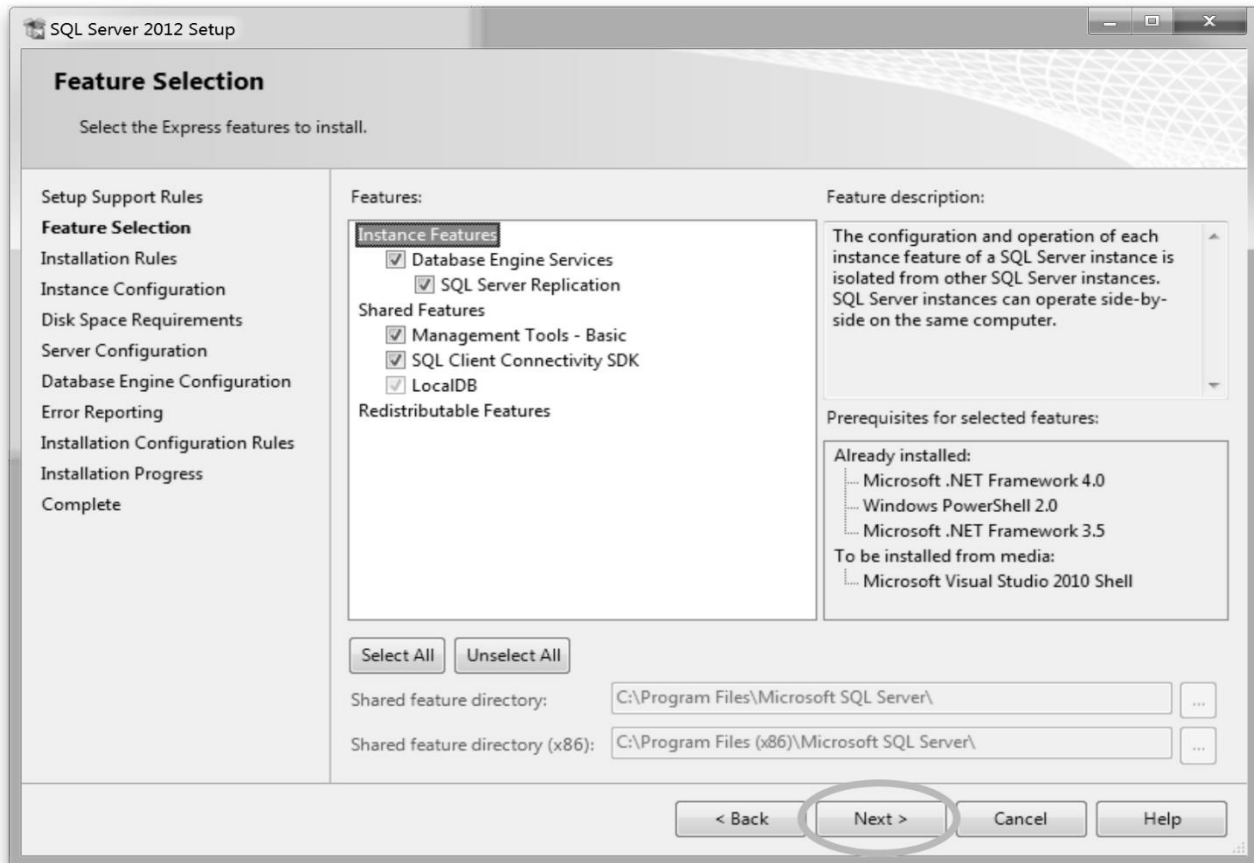 SQL Server 2012 Setup
Feature Selection
Select the Express features to install.
Setup Support Rules
Feature Selection
Installation Rules
Instance Configuration
Disk Space Requirements
Server Configuration
Database Engine Configuration
Error Reporting
Installation Configuration Rules
Installation Progress
Complete
Features:
Instance Features
Database Engine Services
SQL Server Replication
Shared Features
Management Tools - Basic
SQL Client Connectivity SDK
LocalDB
Redistributable Features
Feature description:
The configuration and operation of each
instance feature of a SQL Server instance is
isolated from other SQL Server instances.
SQL Server instances can operate side-by-
side on the same computer.
Prerequisites for selected features:
Already installed:
Microsoft .NET Framework 4.0
Windows PowerShell 2.0
Microsoft .NET Framework 3.5
To be installed from media:
Microsoft Visual Studio 2010 Shell
Select All Unselect All
Shared feature directory: C:\Program Files\Microsoft SQL Server\ ...
Shared feature directory (x86): C:\Program Files (x86)\Microsoft SQL Server\ ...
< Back Next > Cancel Help